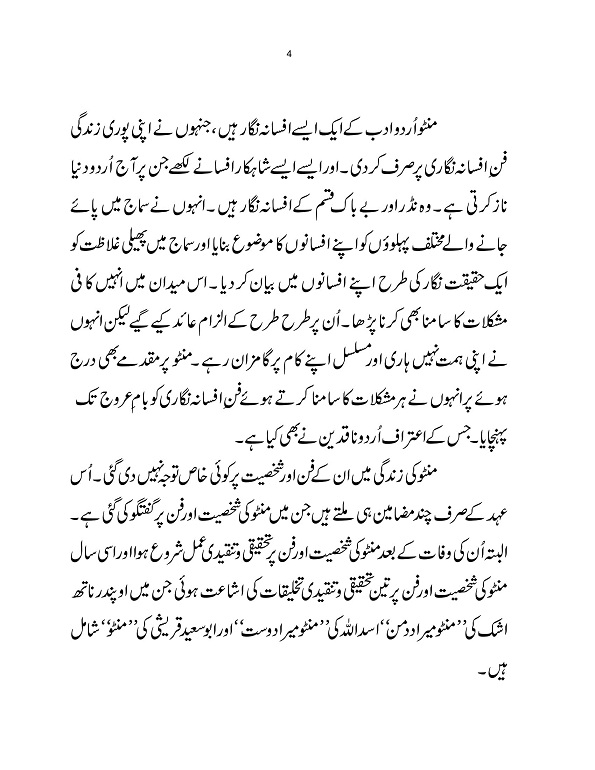 4
منٹو اُردو ادب کے ایک ایسے افسانہ نگار ہیں، جنہوں نے اپنی پوری زندگی
فن افسانہ نگاری پر صرف کر دی۔ اور ایسے ایسے شاہکار افسانے لکھے جن پر آج اُردو دنیا
ناز کرتی ہے۔ وہ نڈر اور بے باک قسم کے افسانہ نگار ہیں۔ انہوں نے سماج میں پائے
جانے والے مختلف پہلوؤں کو اپنے افسانوں کا موضوع بنایا اور سماج میں پھیلی غلاظت کو
ایک حقیقت نگار کی طرح اپنے افسانوں میں بیان کر دیا۔ اس میدان میں انہیں کافی
مشکلات کا سامنا بھی کرنا پڑھا۔ اُن پر طرح طرح کے الزام عائد کیے گیے لیکن انہوں
نے اپنی ہمت نہیں ہاری اور مسلسل اپنے کام پر گامزان رہے۔ منٹو پر مقدمے بھی درج
ہوئے پر انہوں نے ہر مشکلات کا سامنا کرتے ہوئے فنِ افسانہ نگاری کو بامِ عروج تک
پہنچایا۔ جس کے اعتراف اُردو ناقدین نے بھی کیا ہے۔
منٹو کی زندگی میں ان کے فن اور شخصیت پر کوئی خاص توجہ نہیں دی گئی۔ اُس
عہد کے صرف چند مضامین ہی ملتے ہیں جن میں منٹو کی شخصیت اور فن پر گفتگو کی گئی ہے۔
البتہ اُن کی وفات کے بعد منٹو کی شخصیت اور فن پر تحقیقی و تنقیدی عمل شروع ہوا اور اسی سال
منٹو کی شخصیت اور فن پر تین تحقیقی و تنقیدی تخلیقات کی اشاعت ہوئی جن میں اوپندر ناتھ
اشک کی ’’منٹو میرا دمن‘‘ اسد اللہ کی ’’منٹو میرا دوست‘‘ اور ابو سعید قریشی کی ’’منٹو‘‘ شامل
ہیں۔